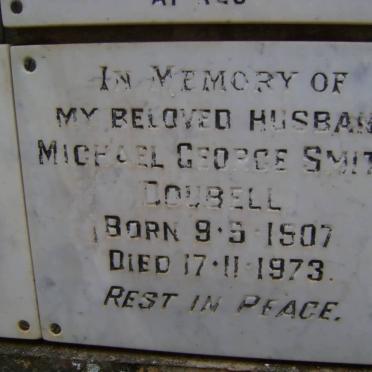 IN MEMORY OF
MY BELOVED HUSBAN
MICHAEL GEORGE SMIT
DOUBELL
BORN 9·5·1907
DIED 17·11·1973.
REST IN PEACE.